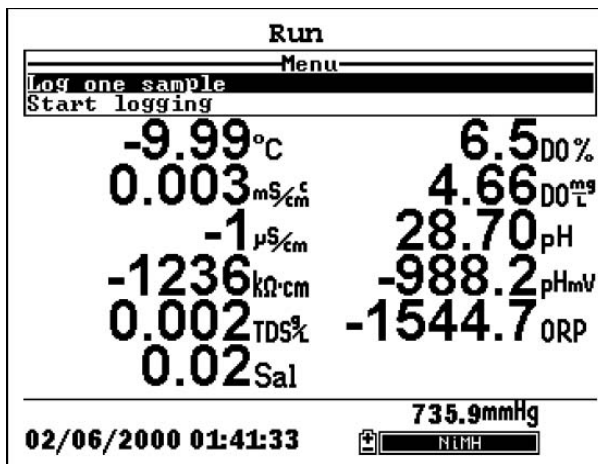 Run
Menu
Log one sample
Start logging
-9.99°C 6.5DO %
0.003mS/cm c 4.66DO mg/L
-1µS/cm 28.70pH
-1236kΩ·cm -988.2pHmV
0.002TDS g/L -1544.7ORP
0.02Sal
735.9mmHg
02/06/2000 01:41:33 NiMH